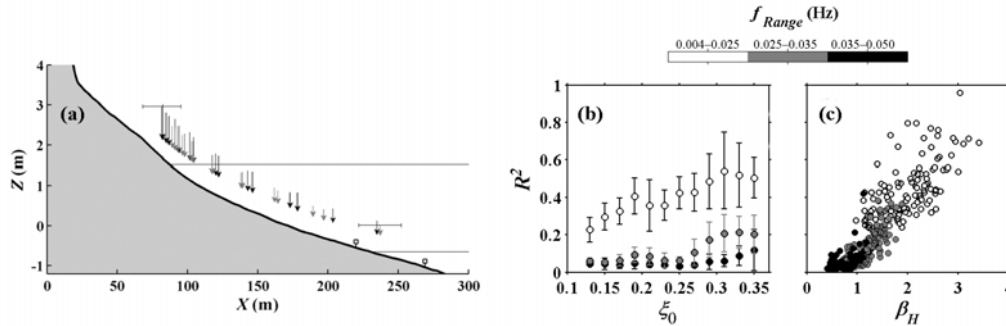 f Range (Hz)
0.004–0.025 0.025–0.035 0.035–0.050
(a)
Z (m)
4
3
2
1
0
-1
0 50 100 150 200 250 300
X (m)
(b)
R²
1
0.8
0.6
0.4
0.2
0
0.1 0.15 0.2 0.25 0.3 0.35
ξ₀
(c)
0 1 2 3 4
β_H